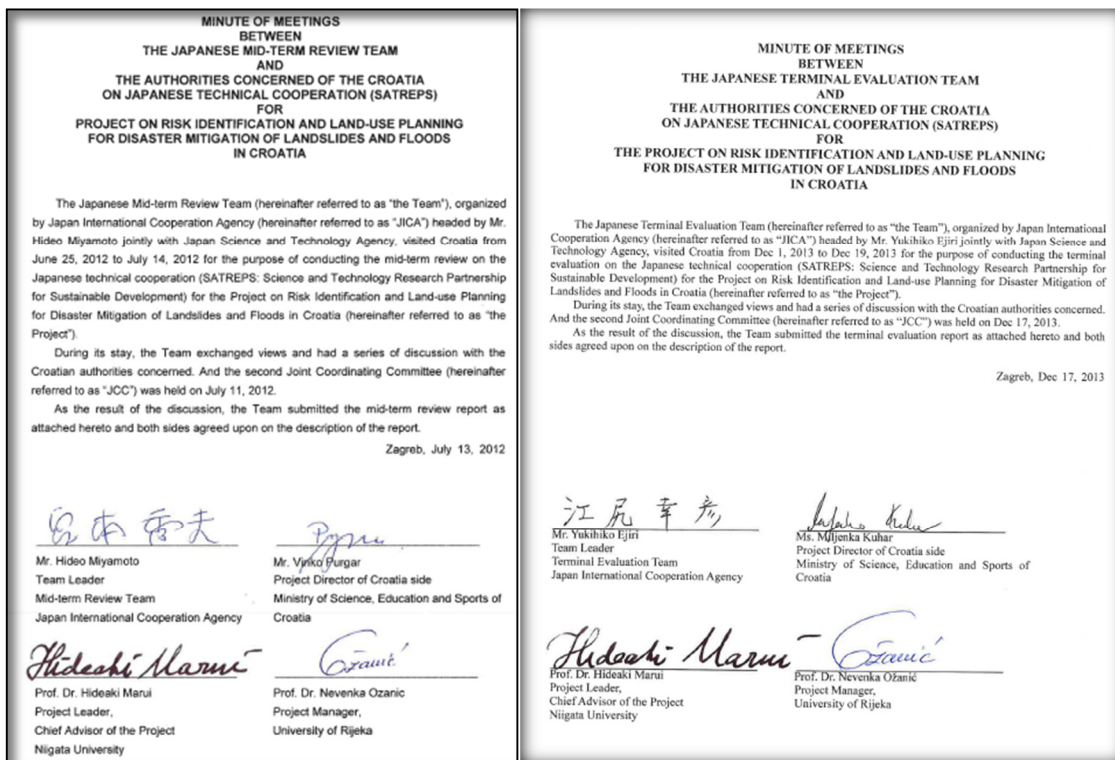 MINUTE OF MEETINGS
BETWEEN
THE JAPANESE MID-TERM REVIEW TEAM
AND
THE AUTHORITIES CONCERNED OF THE CROATIA
ON JAPANESE TECHNICAL COOPERATION (SATREPS)
FOR
PROJECT ON RISK IDENTIFICATION AND LAND-USE PLANNING
FOR DISASTER MITIGATION OF LANDSLIDES AND FLOODS
IN CROATIA
The Japanese Mid-term Review Team (hereinafter referred to as "the Team"), organized
by Japan International Cooperation Agency (hereinafter referred to as "JICA") headed by Mr.
Hideo Miyamoto jointly with Japan Science and Technology Agency, visited Croatia from
June 25, 2012 to July 14, 2012 for the purpose of conducting the mid-term review on the
Japanese technical cooperation (SATREPS: Science and Technology Research Partnership
for Sustainable Development) for the Project on Risk Identification and Land-use Planning
for Disaster Mitigation of Landslides and Floods in Croatia (hereinafter referred to as "the
Project").
During its stay, the Team exchanged views and had a series of discussion with the
Croatian authorities concerned. And the second Joint Coordinating Committee (hereinafter
referred to as "JCC") was held on July 11, 2012.
As the result of the discussion, the Team submitted the mid-term review report as
attached hereto and both sides agreed upon on the description of the report.
Zagreb, July 13, 2012
宮本秀夫
Mr. Hideo Miyamoto
Team Leader
Mid-term Review Team
Japan International Cooperation Agency
Mr. Vinko Purgar
Project Director of Croatia side
Ministry of Science, Education and Sports of
Croatia
Hideaki Marui
Prof. Dr. Hideaki Marui
Project Leader,
Chief Advisor of the Project
Niigata University
Ožanić
Prof. Dr. Nevenka Ozanic
Project Manager,
University of Rijeka
MINUTE OF MEETINGS
BETWEEN
THE JAPANESE TERMINAL EVALUATION TEAM
AND
THE AUTHORITIES CONCERNED OF THE CROATIA
ON JAPANESE TECHNICAL COOPERATION (SATREPS)
FOR
THE PROJECT ON RISK IDENTIFICATION AND LAND-USE PLANNING
FOR DISASTER MITIGATION OF LANDSLIDES AND FLOODS
IN CROATIA
The Japanese Terminal Evaluation Team (hereinafter referred to as "the Team"), organized by Japan International
Cooperation Agency (hereinafter referred to as "JICA") headed by Mr. Yukihiko Ejiri jointly with Japan Science and
Technology Agency, visited Croatia from Dec 1, 2013 to Dec 19, 2013 for the purpose of conducting the terminal
evaluation on the Japanese technical cooperation (SATREPS: Science and Technology Research Partnership for
Sustainable Development) for the Project on Risk Identification and Land-use Planning for Disaster Mitigation of
Landslides and Floods in Croatia (hereinafter referred to as "the Project").
During its stay, the Team exchanged views and had a series of discussion with the Croatian authorities concerned.
And the second Joint Coordinating Committee (hereinafter referred to as "JCC") was held on Dec 17, 2013.
As the result of the discussion, the Team submitted the terminal evaluation report as attached hereto and both
sides agreed upon on the description of the report.
Zagreb, Dec 17, 2013
江尻幸彦
Mr. Yukihiko Ejiri
Team Leader
Terminal Evaluation Team
Japan International Cooperation Agency
Ms. Miljenka Kuhar
Project Director of Croatia side
Ministry of Science, Education and Sports of
Croatia
Hideaki Marui
Prof. Dr. Hideaki Marui
Project Leader,
Chief Advisor of the Project
Niigata University
Ožanić
Prof. Dr. Nevenka Ožanić
Project Manager,
University of Rijeka